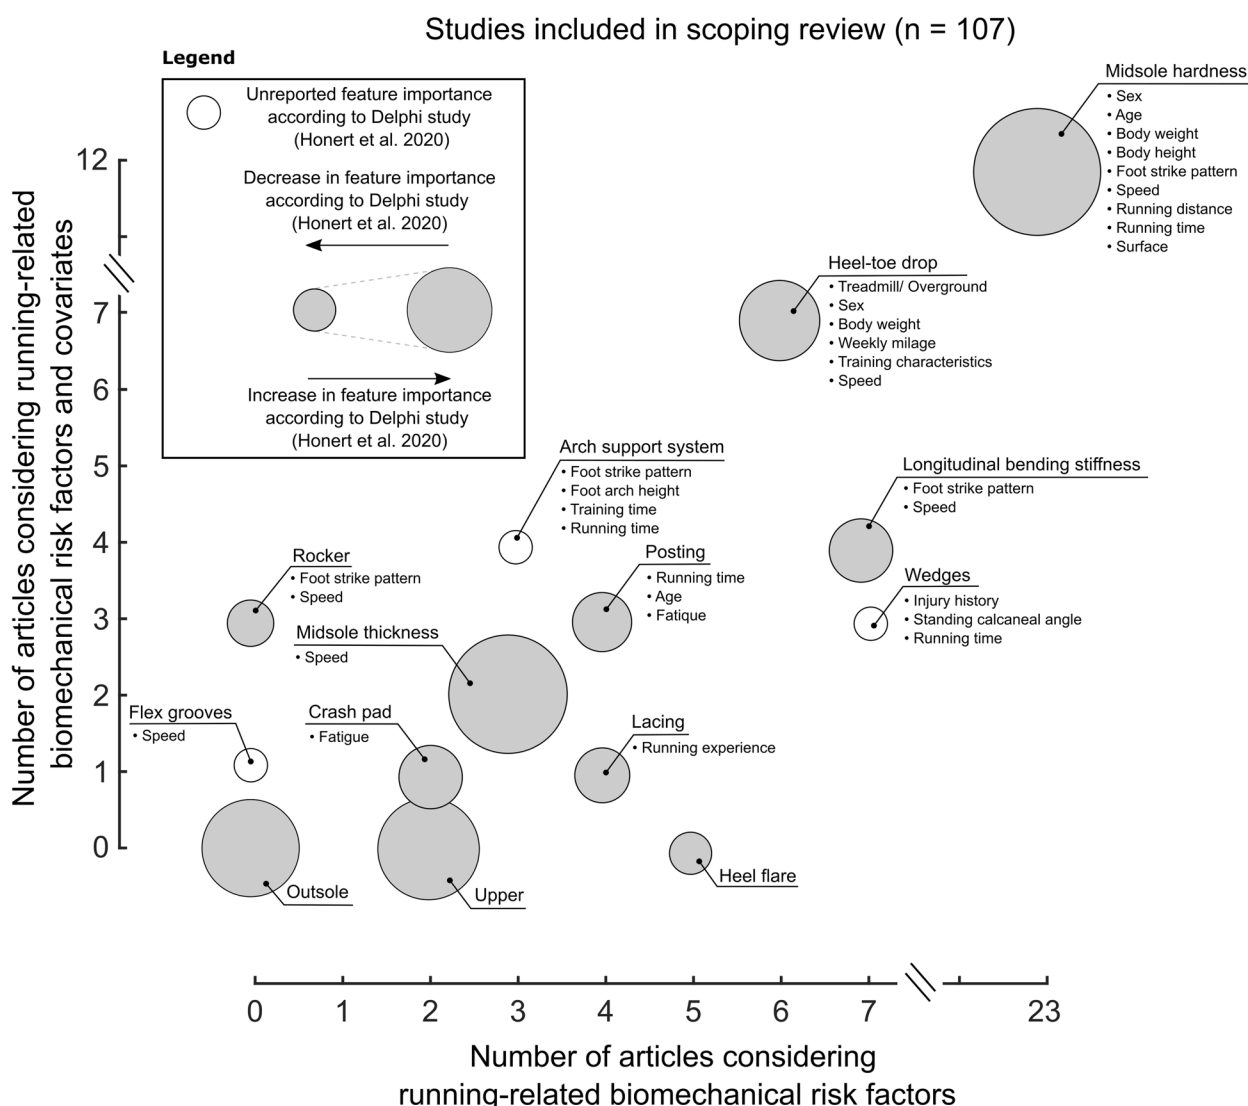 Studies included in scoping review (n = 107)
Legend
Unreported feature importance
according to Delphi study
(Honert et al. 2020)
Decrease in feature importance
according to Delphi study
(Honert et al. 2020)
Increase in feature importance
according to Delphi study
(Honert et al. 2020)
Number of articles considering running-related
biomechanical risk factors and covariates
12
7
6
5
4
3
2
1
0
Midsole hardness
• Sex
• Age
• Body weight
• Body height
• Foot strike pattern
• Speed
• Running distance
• Running time
• Surface
Heel-toe drop
• Treadmill/ Overground
• Sex
• Body weight
• Weekly milage
• Training characteristics
• Speed
Arch support system
• Foot strike pattern
• Foot arch height
• Training time
• Running time
Longitudinal bending stiffness
• Foot strike pattern
• Speed
Rocker
• Foot strike pattern
• Speed
Posting
• Running time
• Age
• Fatique
Wedges
• Injury history
• Standing calcaneal angle
• Running time
Midsole thickness
• Speed
Flex grooves
• Speed
Crash pad
• Fatigue
Lacing
• Running experience
Outsole
Upper
Heel flare
0 1 2 3 4 5 6 7 23
Number of articles considering
running-related biomechanical risk factors